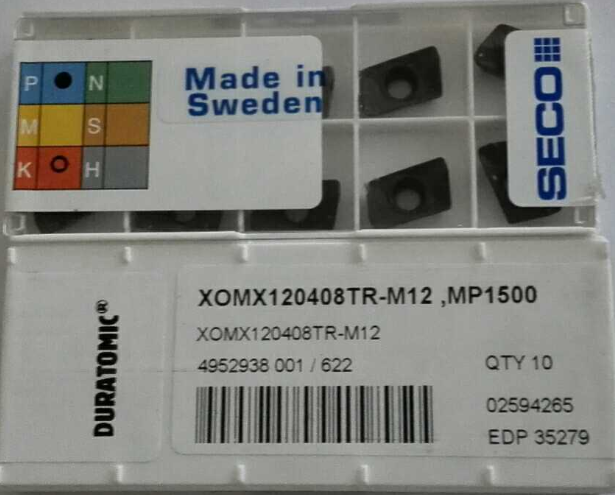 P N
M S
K H
Made in
Sweden
SECO
DURATOMIC®
XOMX120408TR-M12 ,MP1500
XOMX120408TR-M12
4952938 001 / 622
QTY 10
02594265
EDP 35279